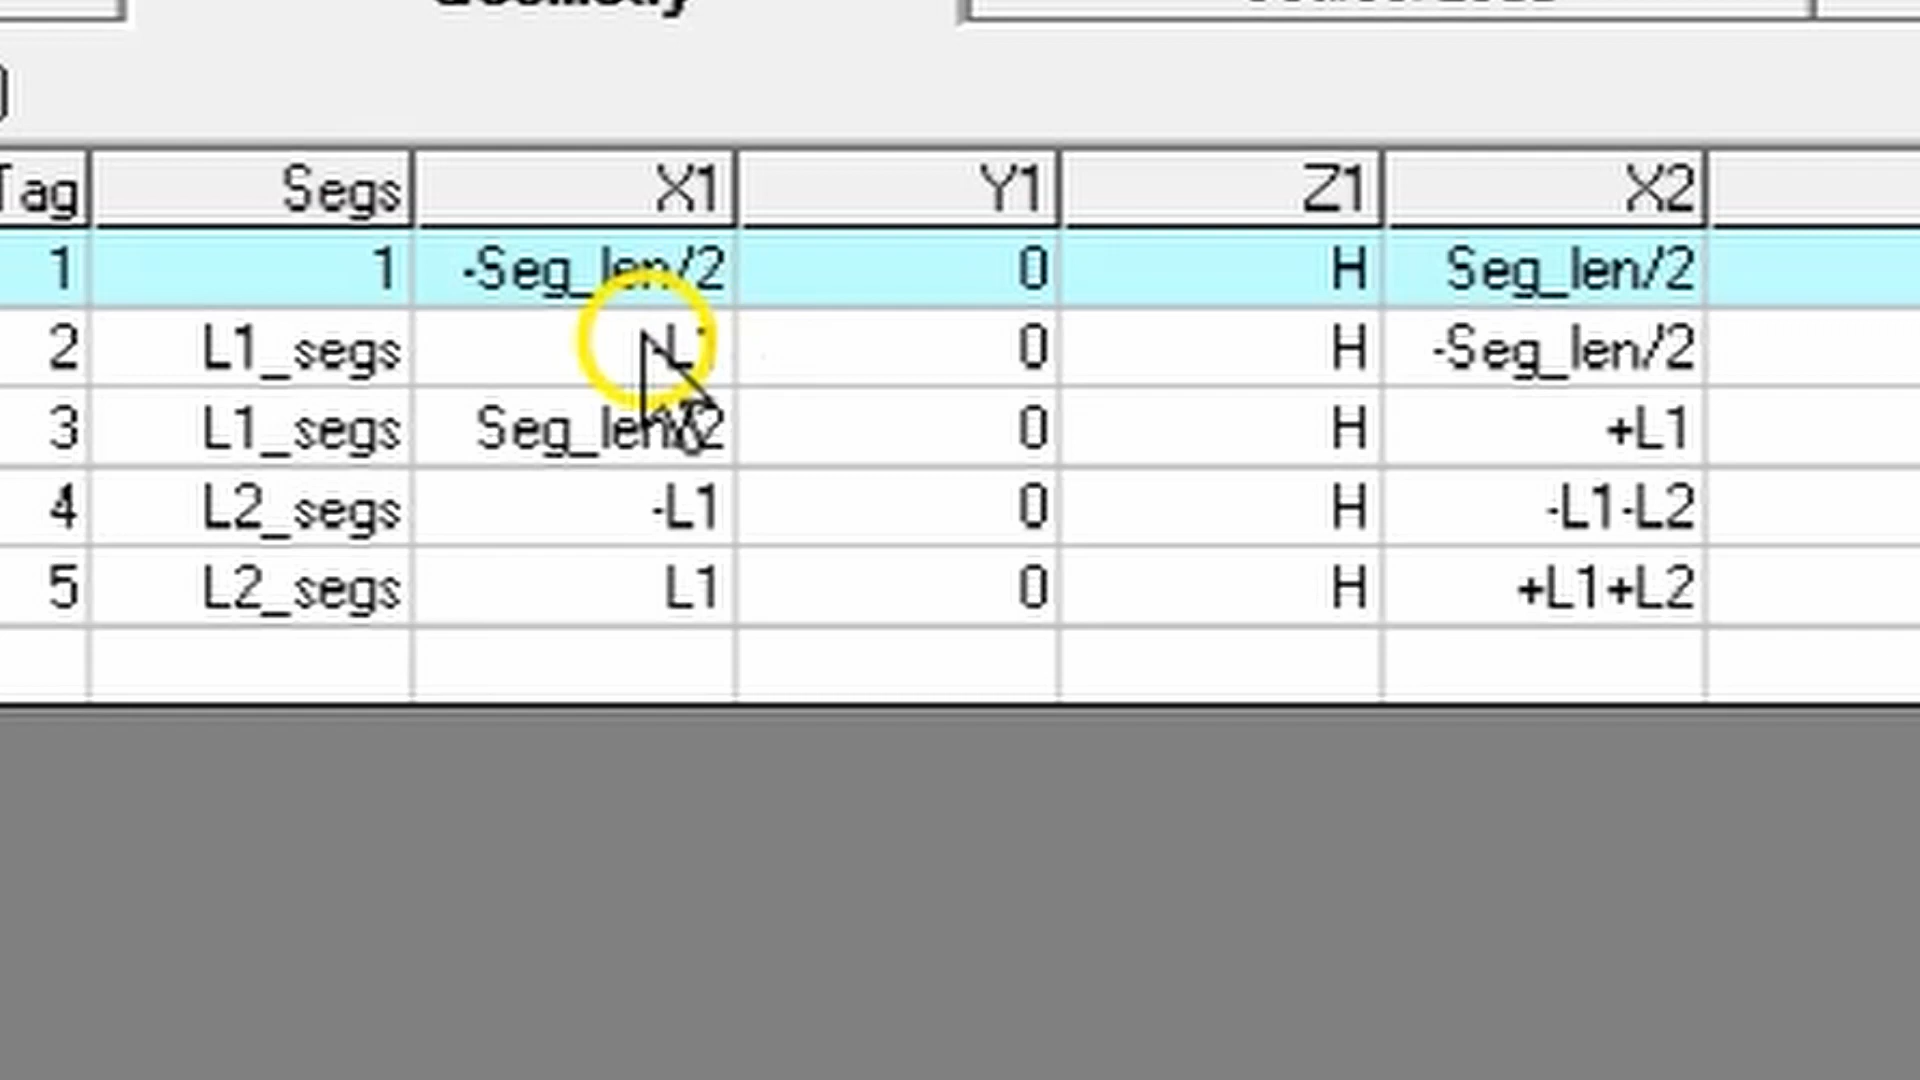 Geometry
)
Tag Segs X1 Y1 Z1 X2
1 1 -Seg_len/2 0 H Seg_len/2
2 L1_segs -L1 0 H -Seg_len/2
3 L1_segs Seg_len/2 0 H +L1
4 L2_segs -L1 0 H -L1-L2
5 L2_segs L1 0 H +L1+L2